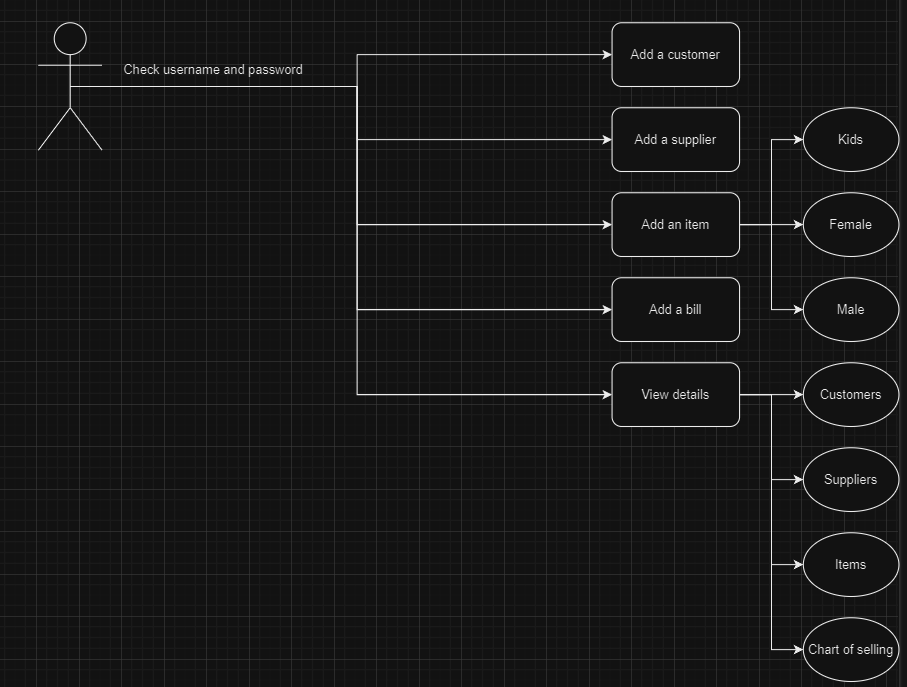 Check username and password
Add a customer
Add a supplier
Add an item
Add a bill
View details
Kids
Female
Male
Customers
Suppliers
Items
Chart of selling